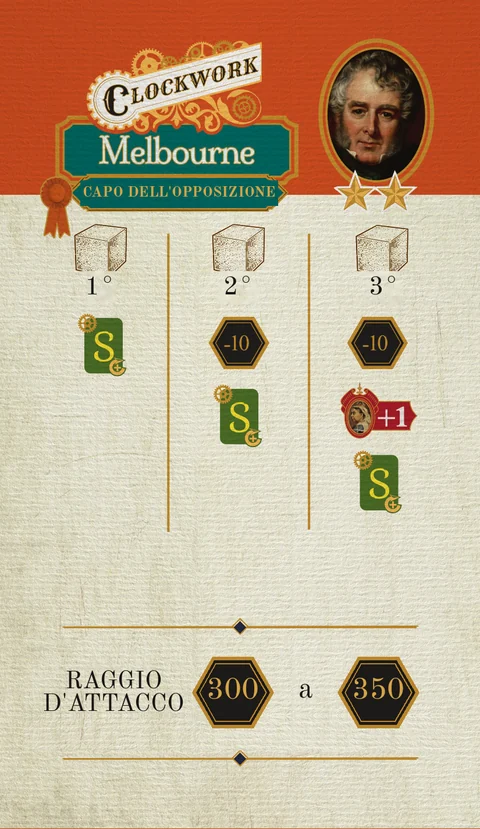 CLOCKWORK
Melbourne
CAPO DELL'OPPOSIZIONE
1° 2° 3°
S -10 -10
S +1
S
RAGGIO
D'ATTACCO 300 a 350